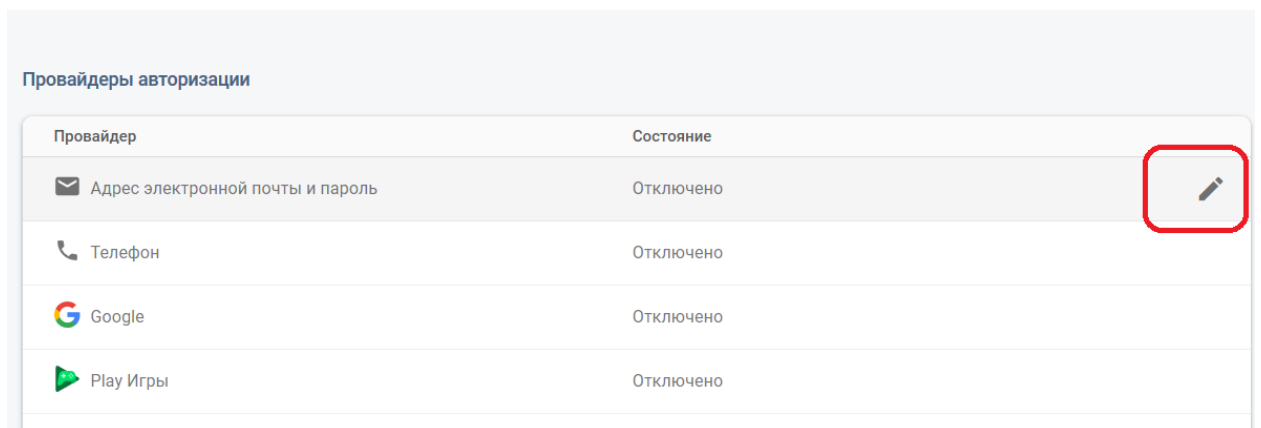 Провайдеры авторизации
Провайдер Состояние
Адрес электронной почты и пароль Отключено
Телефон Отключено
Google Отключено
Play Игры Отключено